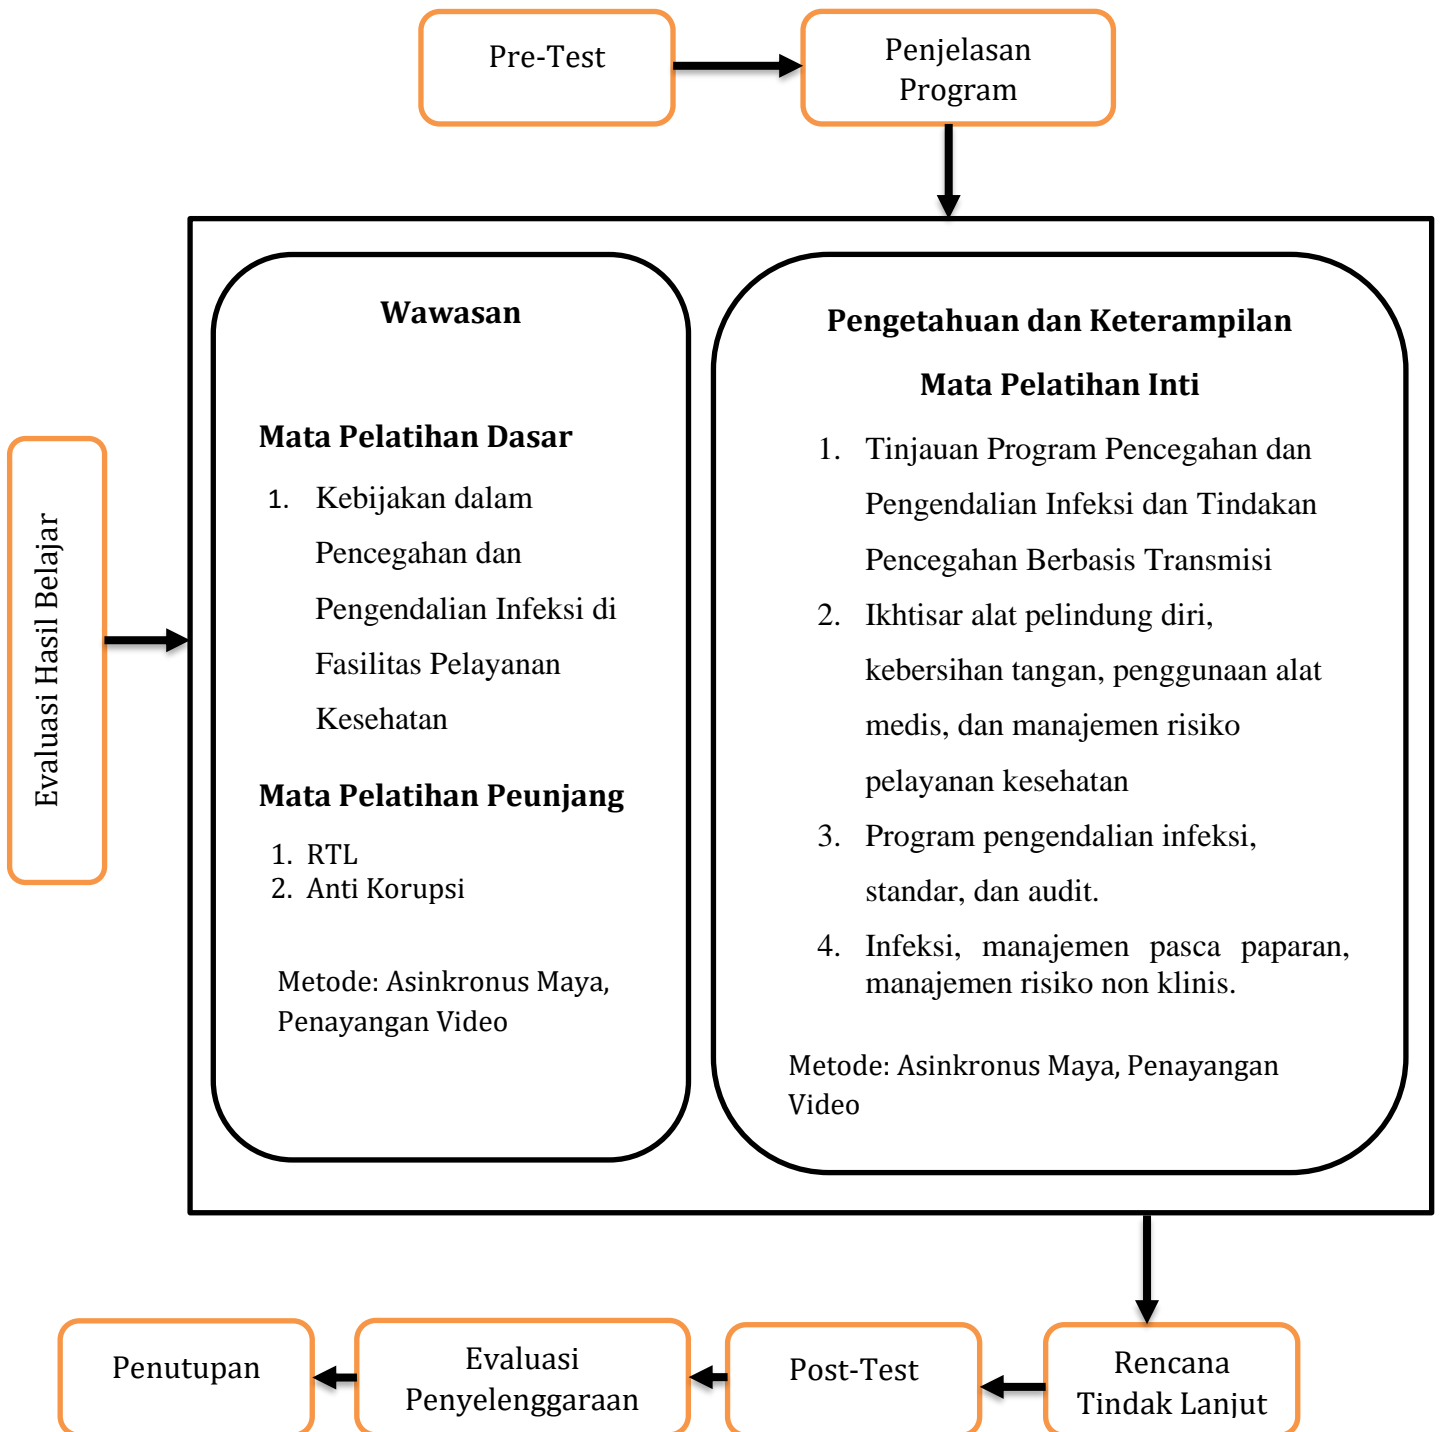 Pre-Test
Penjelasan
Program
Evaluasi Hasil Belajar
Wawasan
Mata Pelatihan Dasar
1. Kebijakan dalam
Pencegahan dan
Pengendalian Infeksi di
Fasilitas Pelayanan
Kesehatan
Mata Pelatihan Peunjang
1. RTL
2. Anti Korupsi
Metode: Asinkronus Maya,
Penayangan Video
Pengetahuan dan Keterampilan
Mata Pelatihan Inti
1. Tinjauan Program Pencegahan dan
Pengendalian Infeksi dan Tindakan
Pencegahan Berbasis Transmisi
2. Ikhtisar alat pelindung diri,
kebersihan tangan, penggunaan alat
medis, dan manajemen risiko
pelayanan kesehatan
3. Program pengendalian infeksi,
standar, dan audit.
4. Infeksi, manajemen pasca paparan,
manajemen risiko non klinis.
Metode: Asinkronus Maya, Penayangan
Video
Rencana
Tindak Lanjut
Post-Test
Evaluasi
Penyelenggaraan
Penutupan